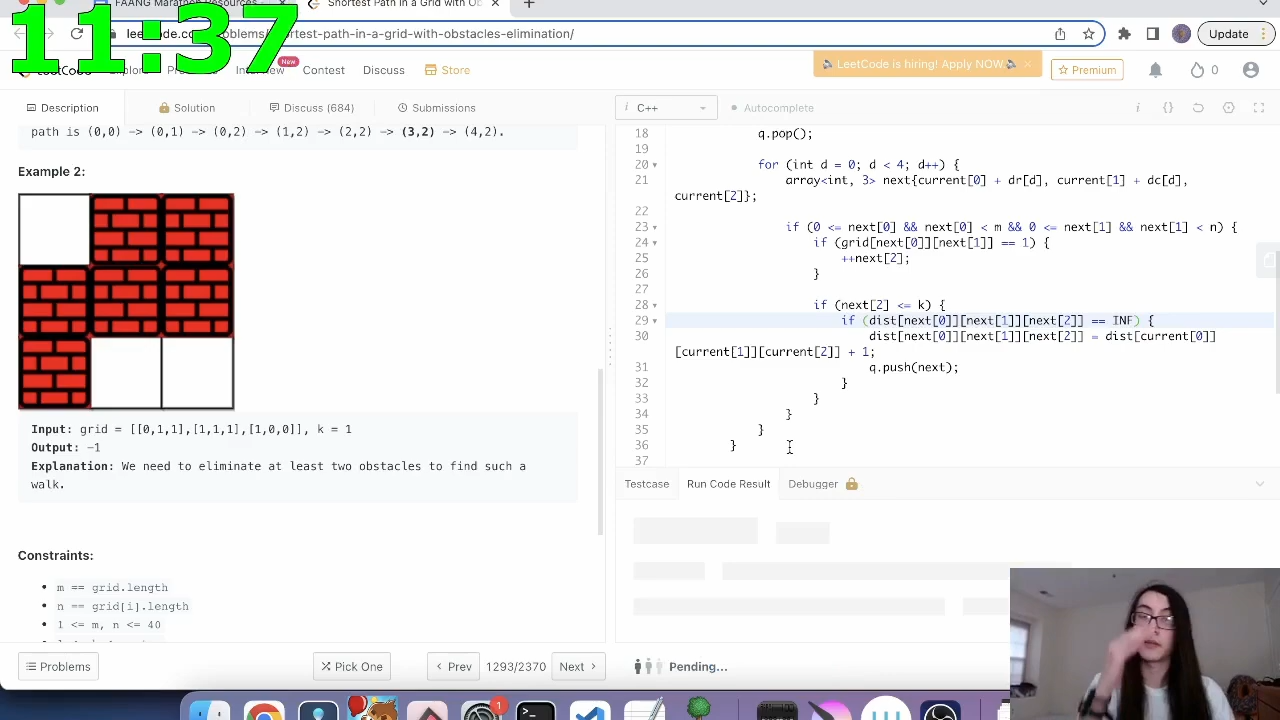 11:37
FAANG Marathon Resources
Shortest Path in a Grid with Ob
problems/shortest-path-in-a-grid-with-obstacles-elimination/
Update
LeetCode is hiring! Apply NOW.
New
Contest
Discuss
Store
Premium
0
Description
Solution
Discuss (684)
Submissions
i C++
Autocomplete
path is (0,0) -> (0,1) -> (0,2) -> (1,2) -> (2,2) -> (3,2) -> (4,2).
Example 2:
Input: grid = [[0,1,1],[1,1,1],[1,0,0]], k = 1
Output: -1
Explanation: We need to eliminate at least two obstacles to find such a
walk.
Constraints:
m == grid.length
n == grid[i].length
1 <= m, n <= 40
18 q.pop();
19
20 for (int d = 0; d < 4; d++) {
21 array<int, 3> next{current[0] + dr[d], current[1] + dc[d],
current[2]};
22
23 if (0 <= next[0] && next[0] < m && 0 <= next[1] && next[1] < n) {
24 if (grid[next[0]][next[1]] == 1) {
25 ++next[2];
26 }
27
28 if (next[2] <= k) {
29 if (dist[next[0]][next[1]][next[2]] == INF) {
30 dist[next[0]][next[1]][next[2]] = dist[current[0]]
[current[1]][current[2]] + 1;
31 q.push(next);
32 }
33 }
34 }
35 }
36 }
37
Testcase
Run Code Result
Debugger
Problems
Pick One
Prev
1293/2370
Next
Pending...
1